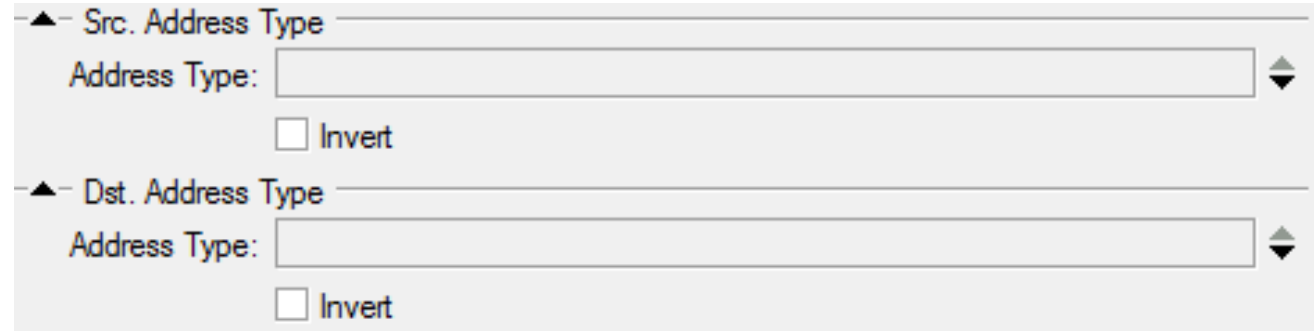 Src. Address Type
Address Type:
Invert
Dst. Address Type
Address Type:
Invert